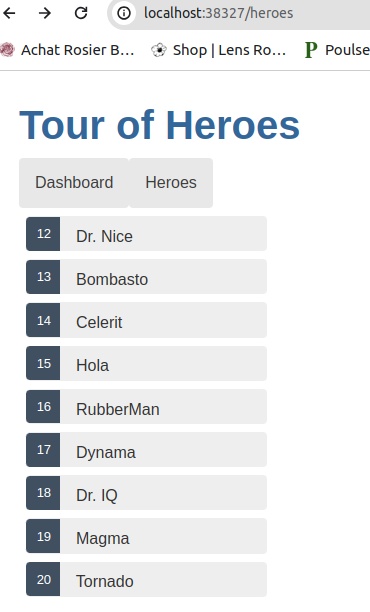 localhost:38327/heroes
Achat Rosier B… Shop | Lens Ro… Poulse
Tour of Heroes
Dashboard Heroes
12 Dr. Nice
13 Bombasto
14 Celerit
15 Hola
16 RubberMan
17 Dynama
18 Dr. IQ
19 Magma
20 Tornado